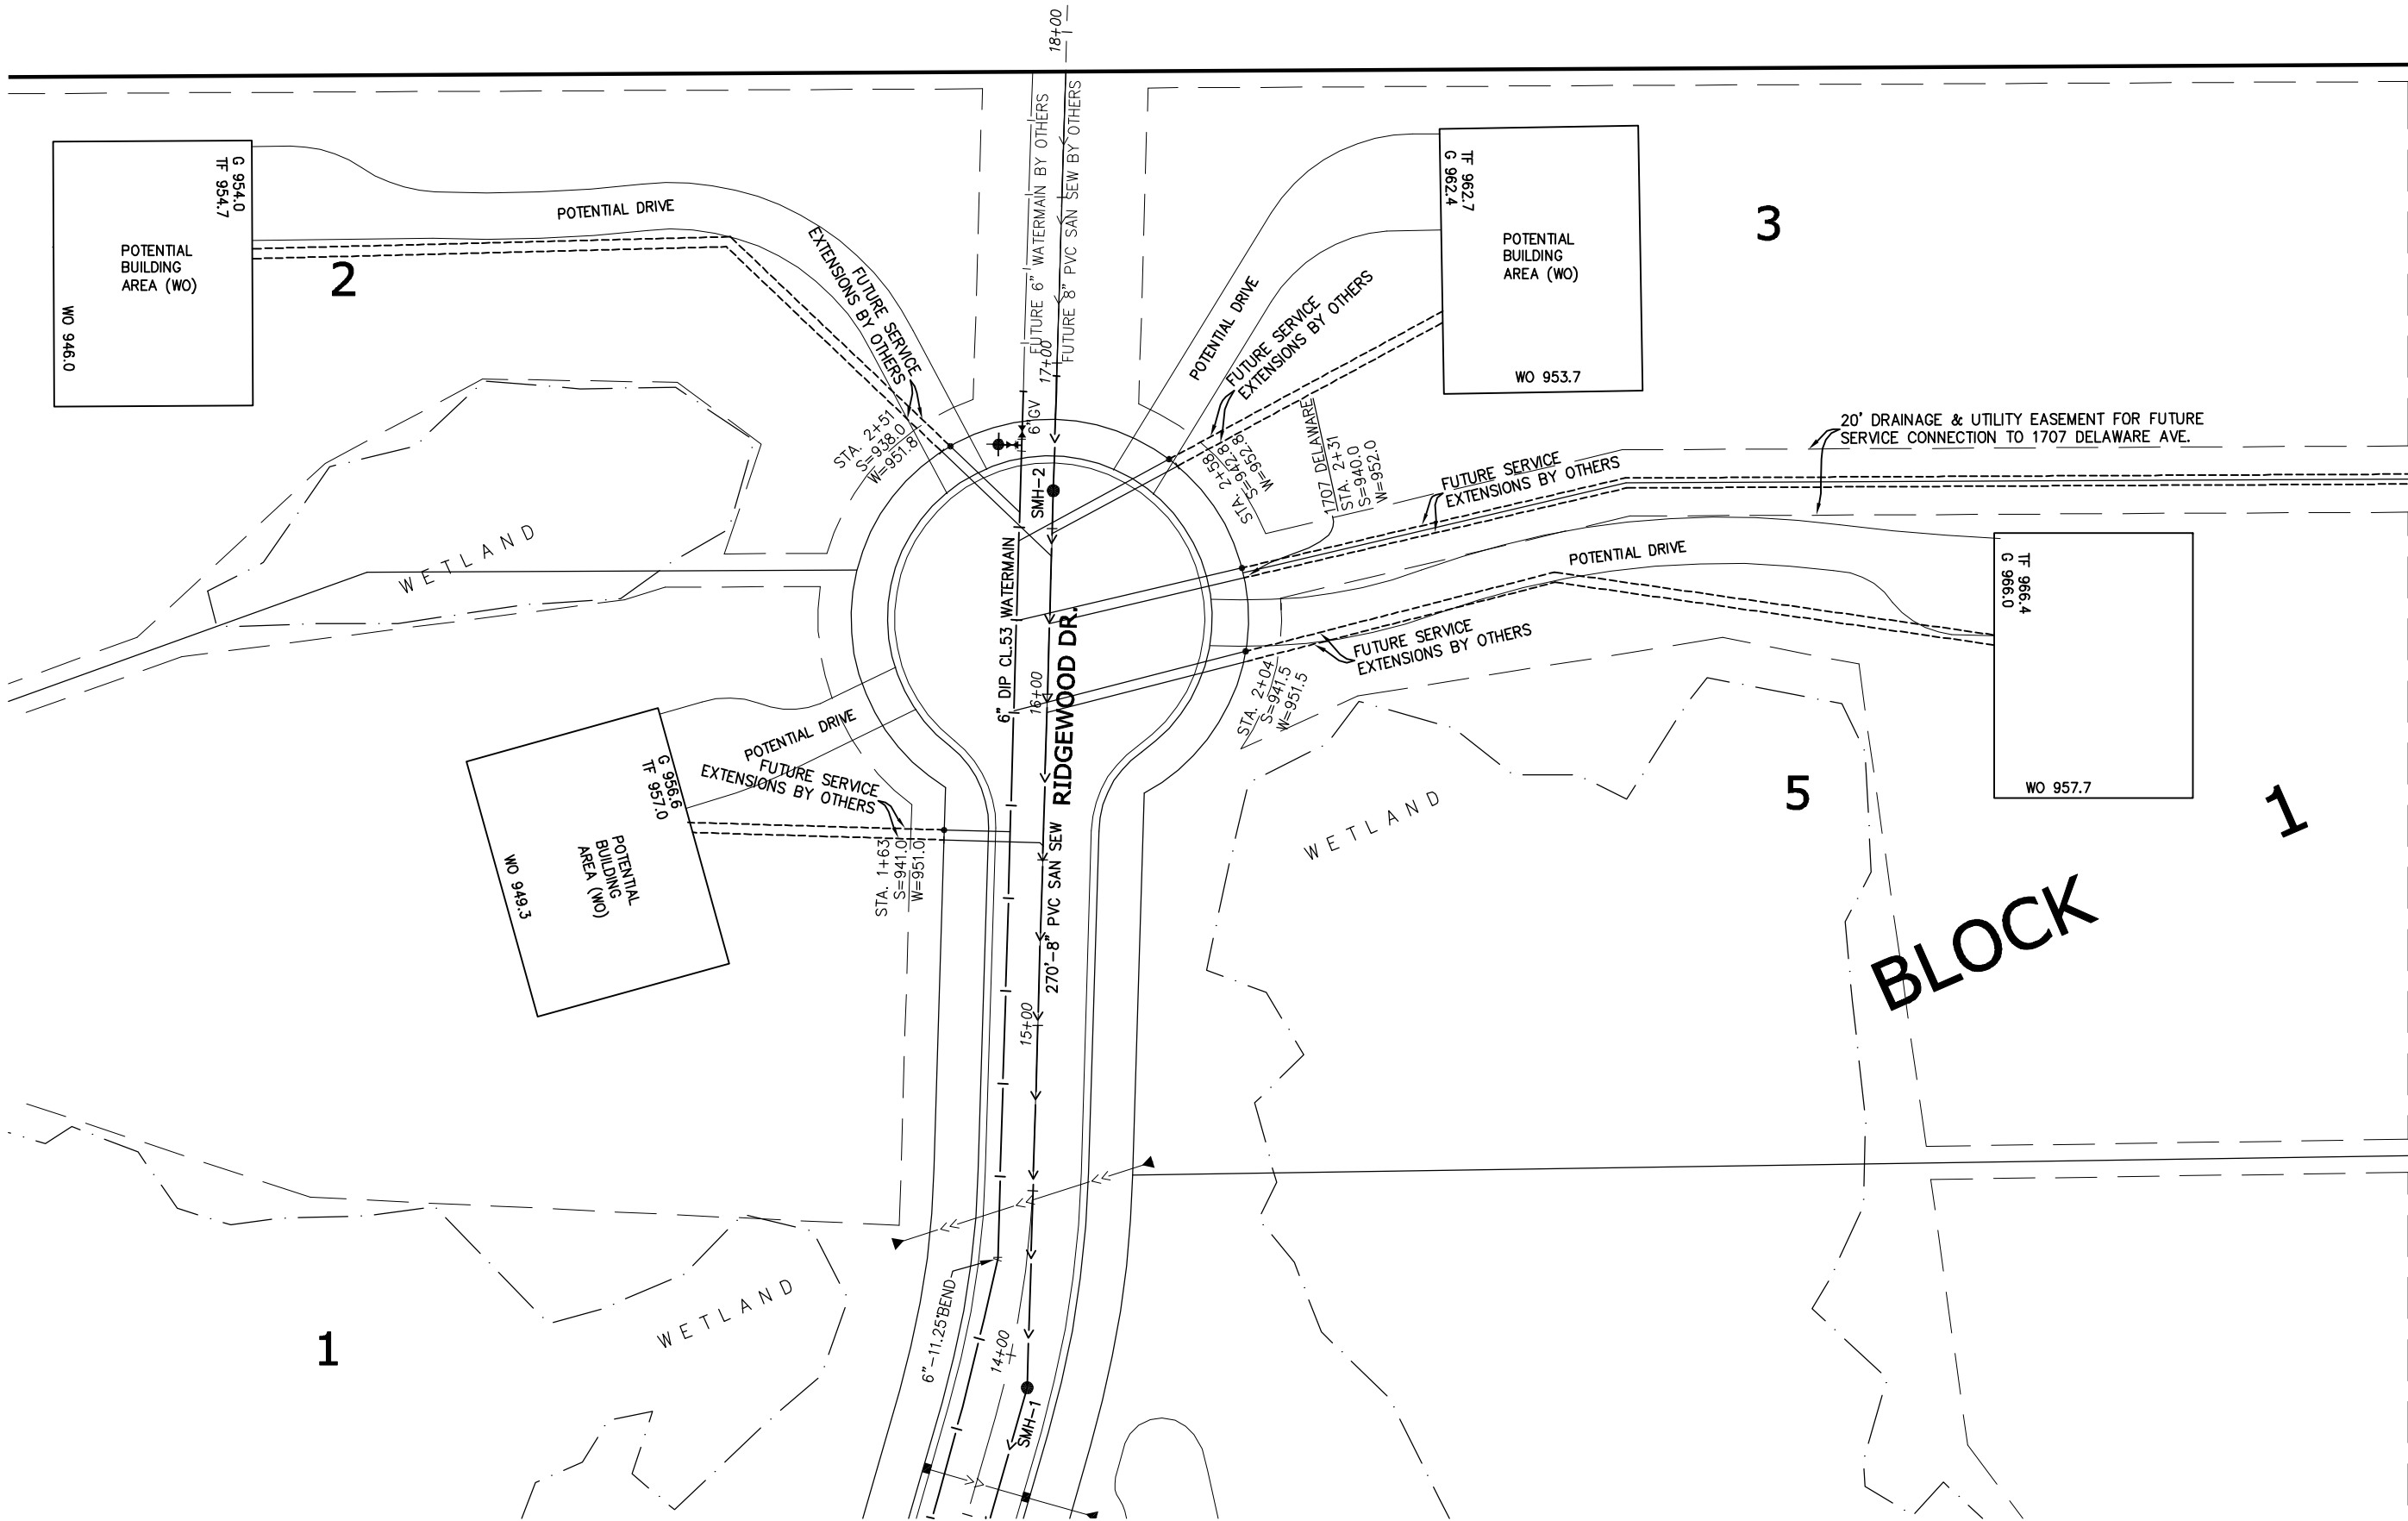 18+00
FUTURE 6" WATERMAIN BY OTHERS
FUTURE 8" PVC SAN SEW BY OTHERS
G 954.0
TF 954.7
POTENTIAL
BUILDING
AREA (WO)
WO 946.0
2
POTENTIAL DRIVE
FUTURE SERVICE
EXTENSIONS BY OTHERS
17+00
6"GV
STA. 2+51
S=938.0
W=951.8
SMH-2
POTENTIAL DRIVE
FUTURE SERVICE
EXTENSIONS BY OTHERS
TF 962.7
G 962.4
POTENTIAL
BUILDING
AREA (WO)
WO 953.7
3
STA. 2+58
S=942.8
W=952.8
1707 DELAWARE
STA. 2+31
S=940.0
W=952.0
20' DRAINAGE & UTILITY EASEMENT FOR FUTURE
SERVICE CONNECTION TO 1707 DELAWARE AVE.
FUTURE SERVICE
EXTENSIONS BY OTHERS
POTENTIAL DRIVE
TF 966.4
G 966.0
WO 957.7
WETLAND
6" DIP CL.53 WATERMAIN
RIDGEWOOD DR.
16+00
FUTURE SERVICE
EXTENSIONS BY OTHERS
STA. 2+04
S=941.5
W=951.5
POTENTIAL DRIVE
FUTURE SERVICE
EXTENSIONS BY OTHERS
G 956.6
TF 957.0
POTENTIAL
BUILDING
AREA (WO)
WO 949.3
STA. 1+63
S=941.0
W=951.0
270'-8" PVC SAN SEW
15+00
WETLAND
5
BLOCK 1
WETLAND
1
6"-11.25°BEND
14+00
SMH-1